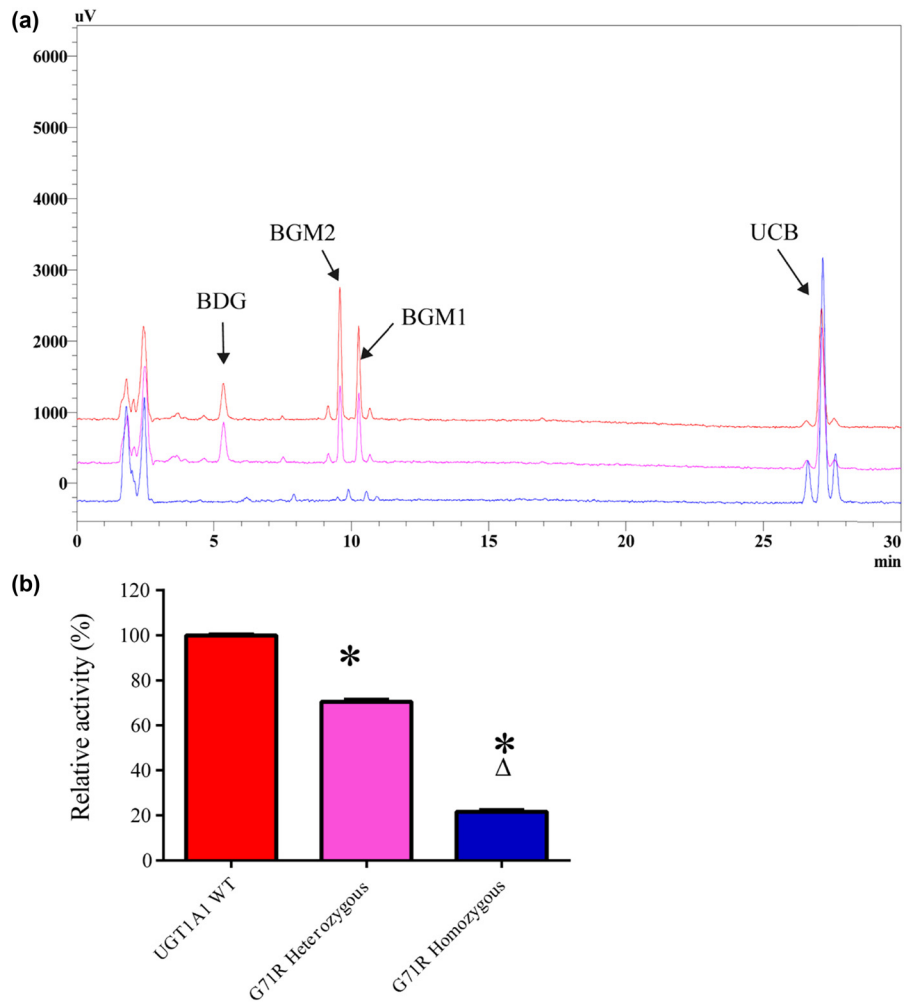 (a)
uV
6000
5000
4000
3000
2000
1000
0
BDG
BGM2
BGM1
UCB
0 5 10 15 20 25 30
min
(b)
Relative activity (%)
120
100
80
60
40
20
0
*
*
Δ
UGT1A1 WT
G71R Heterozygous
G71R Homozygous